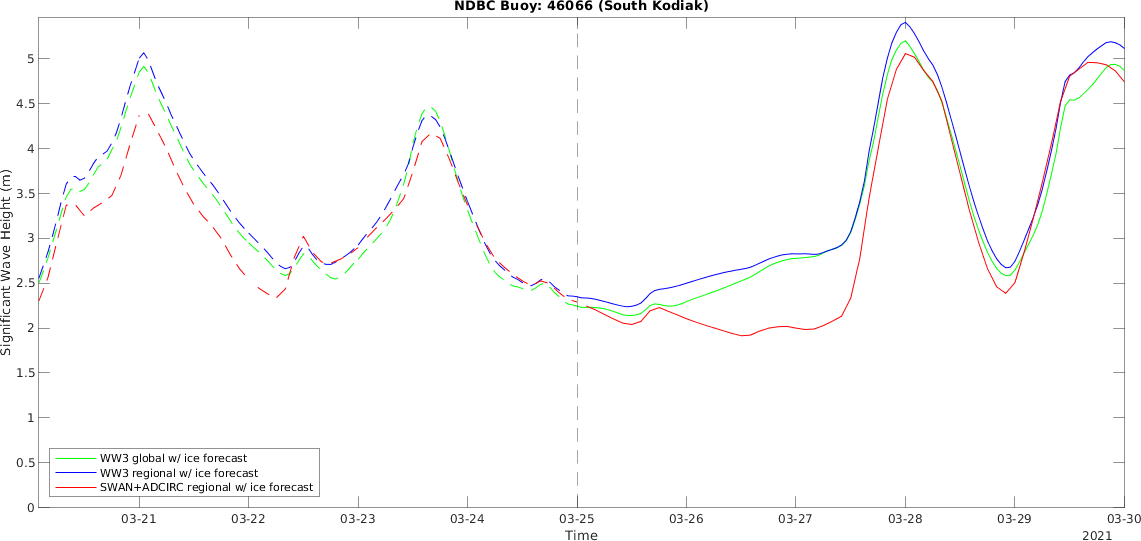 NDBC Buoy: 46066 (South Kodiak)
Significant Wave Height (m)
5
4.5
4
3.5
3
2.5
2
1.5
1
0.5
0
WW3 global w/ ice forecast
WW3 regional w/ ice forecast
SWAN+ADCIRC regional w/ ice forecast
03-21 03-22 03-23 03-24 03-25 03-26 03-27 03-28 03-29 03-30
Time
2021